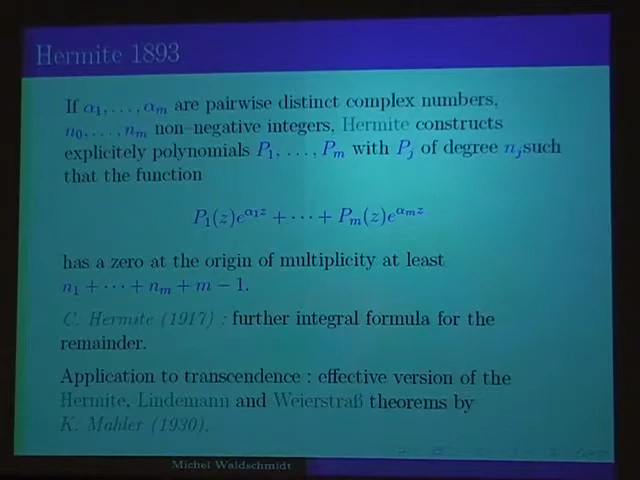 Hermite 1893
If α₁, . . . , αₘ are pairwise distinct complex numbers,
n₀, . . . , nₘ non–negative integers, Hermite constructs
explicitely polynomials P₁, . . . , Pₘ with Pⱼ of degree nⱼsuch
that the function
P₁(z)e^{α₁z} + · · · + Pₘ(z)e^{αₘz}
has a zero at the origin of multiplicity at least
n₁ + · · · + nₘ + m − 1.
C. Hermite (1917) : further integral formula for the
remainder.
Application to transcendence : effective version of the
Hermite, Lindemann and Weierstraß theorems by
K. Mahler (1930).
Michel Waldschmidt